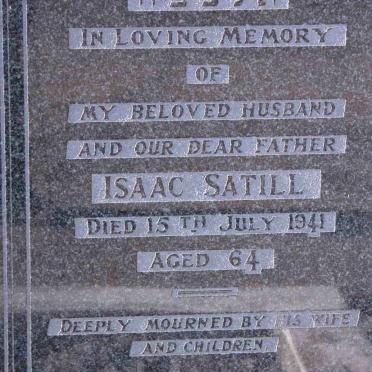 IN LOVING MEMORY
OF
MY BELOVED HUSBAND
AND OUR DEAR FATHER
ISAAC SATILL
DIED 15TH JULY 1941
AGED 64
DEEPLY MOURNED BY HIS WIFE
AND CHILDREN.